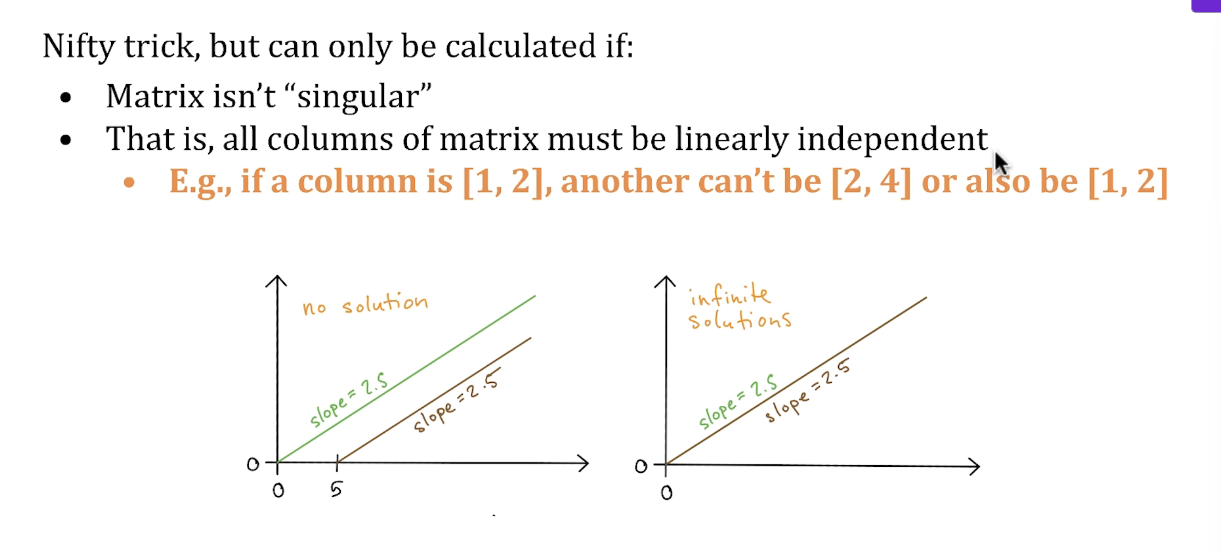 Nifty trick, but can only be calculated if:
• Matrix isn’t “singular”
• That is, all columns of matrix must be linearly independent
• E.g., if a column is [1, 2], another can’t be [2, 4] or also be [1, 2]
no solution
slope = 2.5
slope = 2.5
0
0
5
infinite
solutions
slope = 2.5
slope = 2.5
0
0